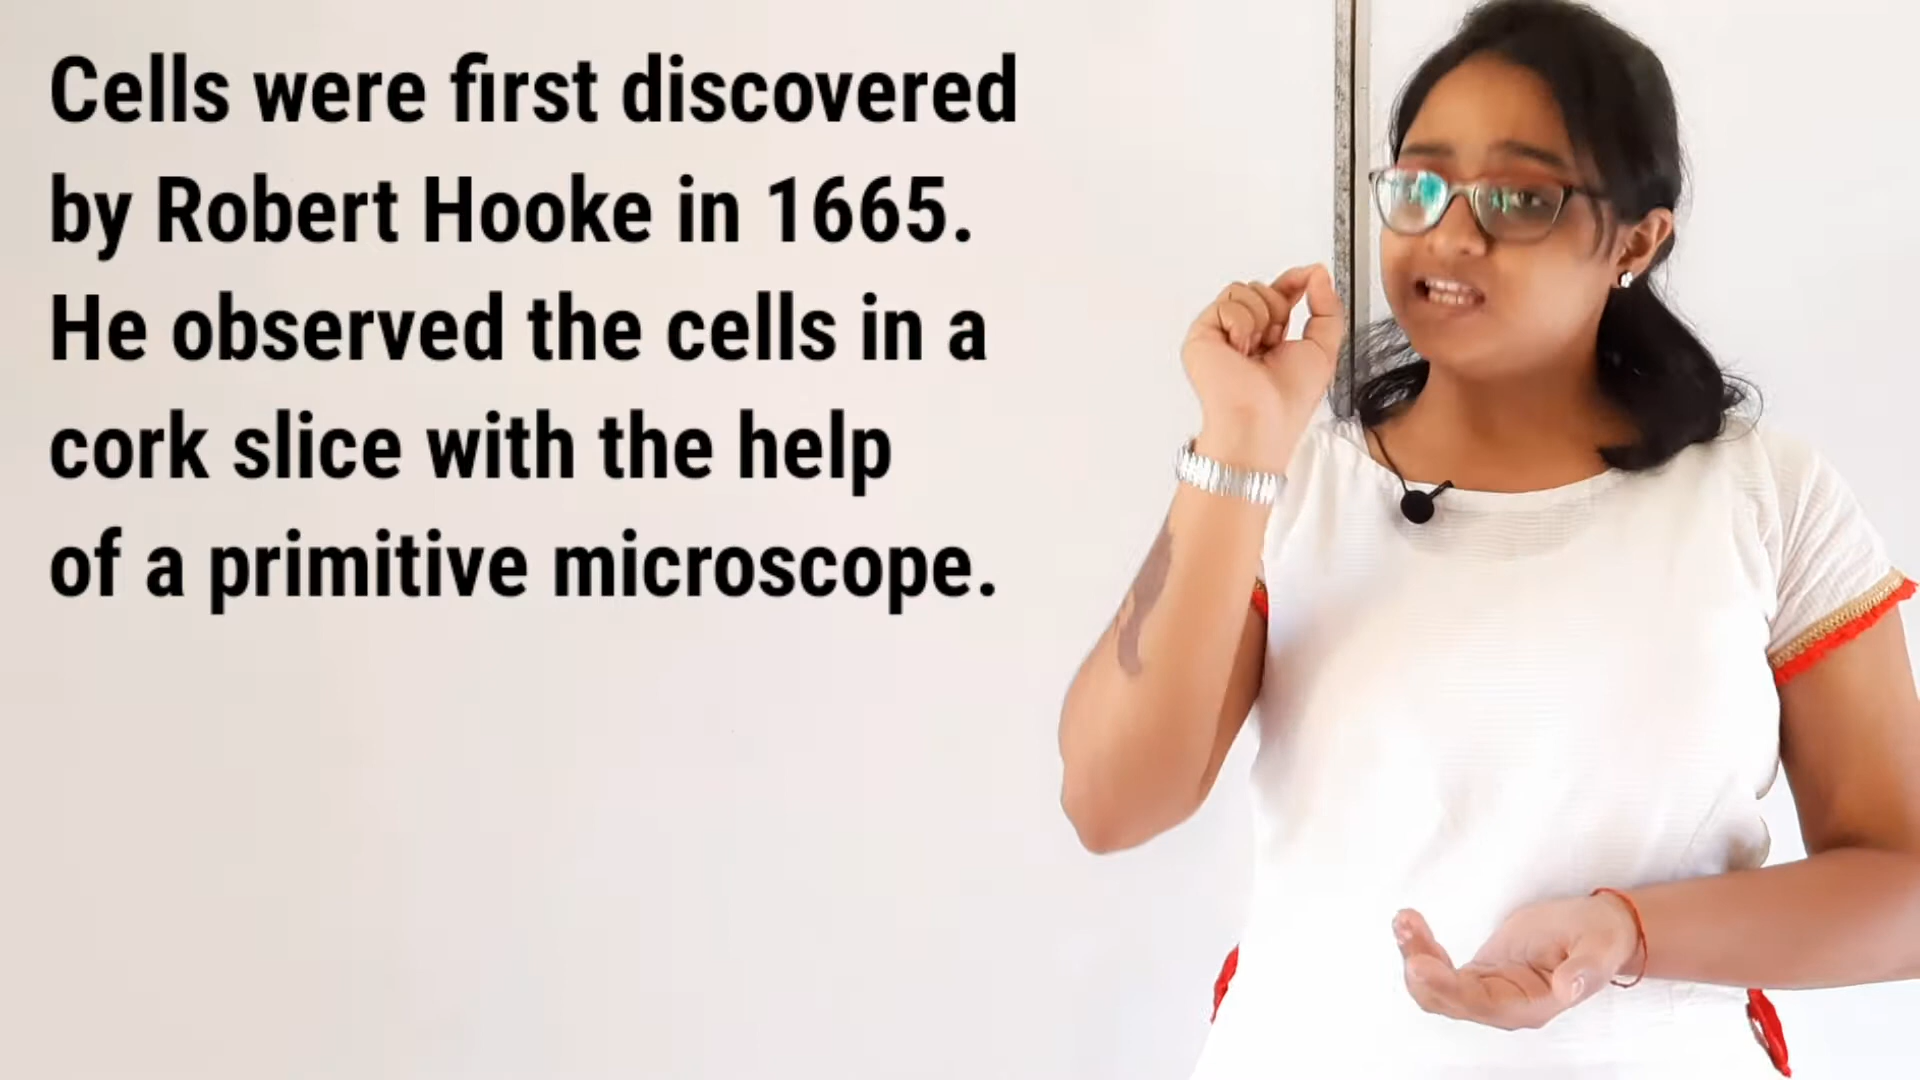 Cells were first discovered
by Robert Hooke in 1665.
He observed the cells in a
cork slice with the help
of a primitive microscope.